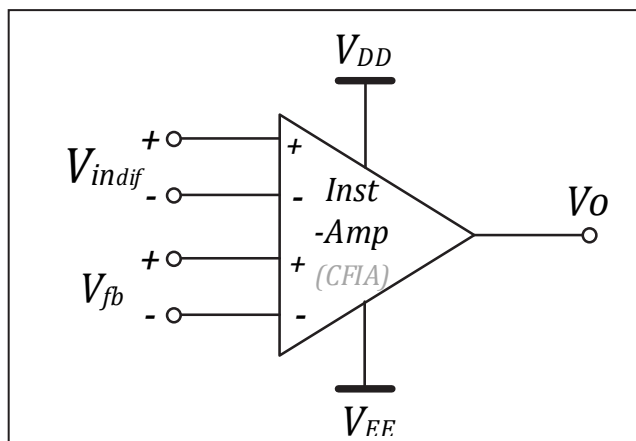 V_DD
+
+
V_indif
Inst
Vo
-
-
-Amp
+
+
(CFIA)
V_fb
-
-
V_EE